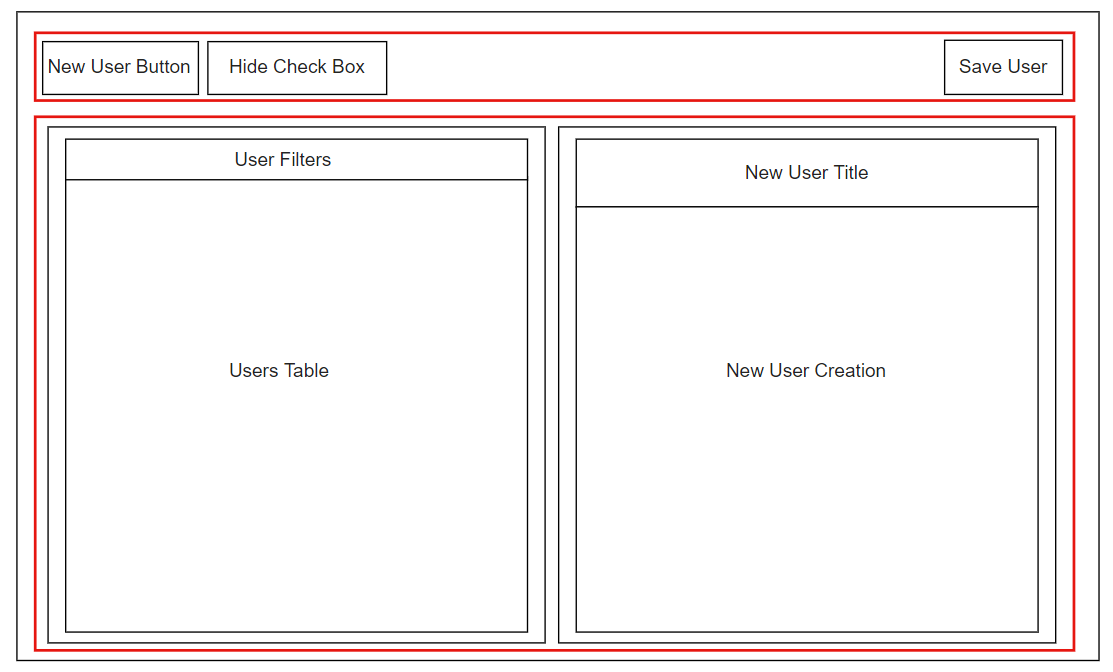 New User Button
Hide Check Box
Save User
User Filters
Users Table
New User Title
New User Creation